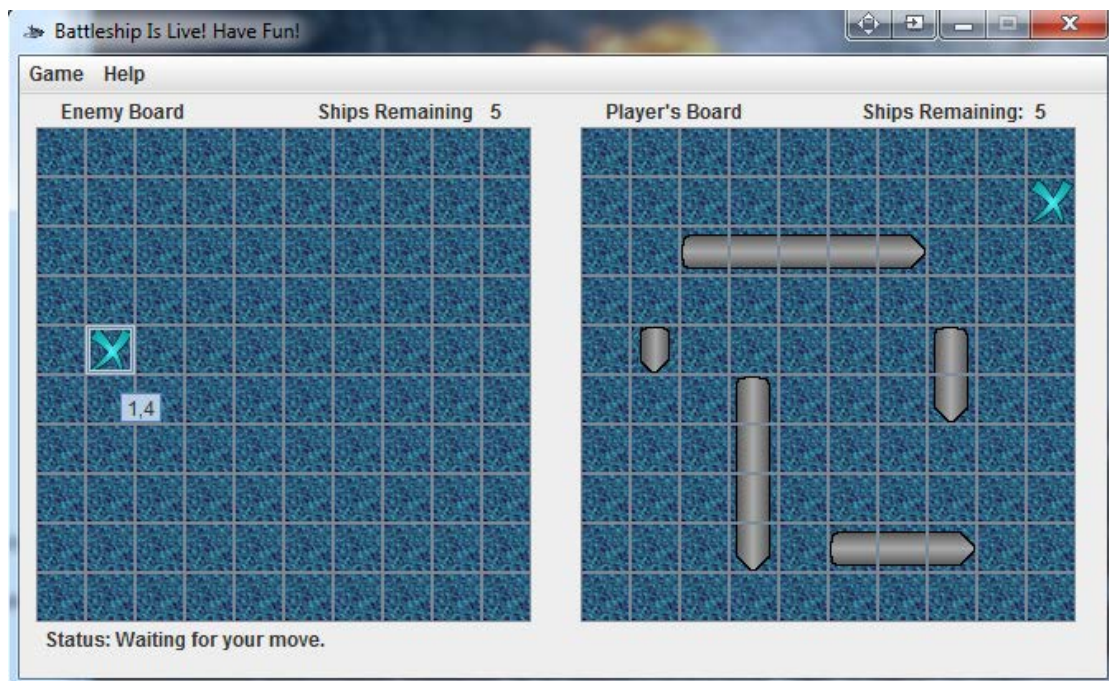 Battleship Is Live! Have Fun!
Game Help
Enemy Board Ships Remaining 5 Player's Board Ships Remaining: 5
1,4
Status: Waiting for your move.